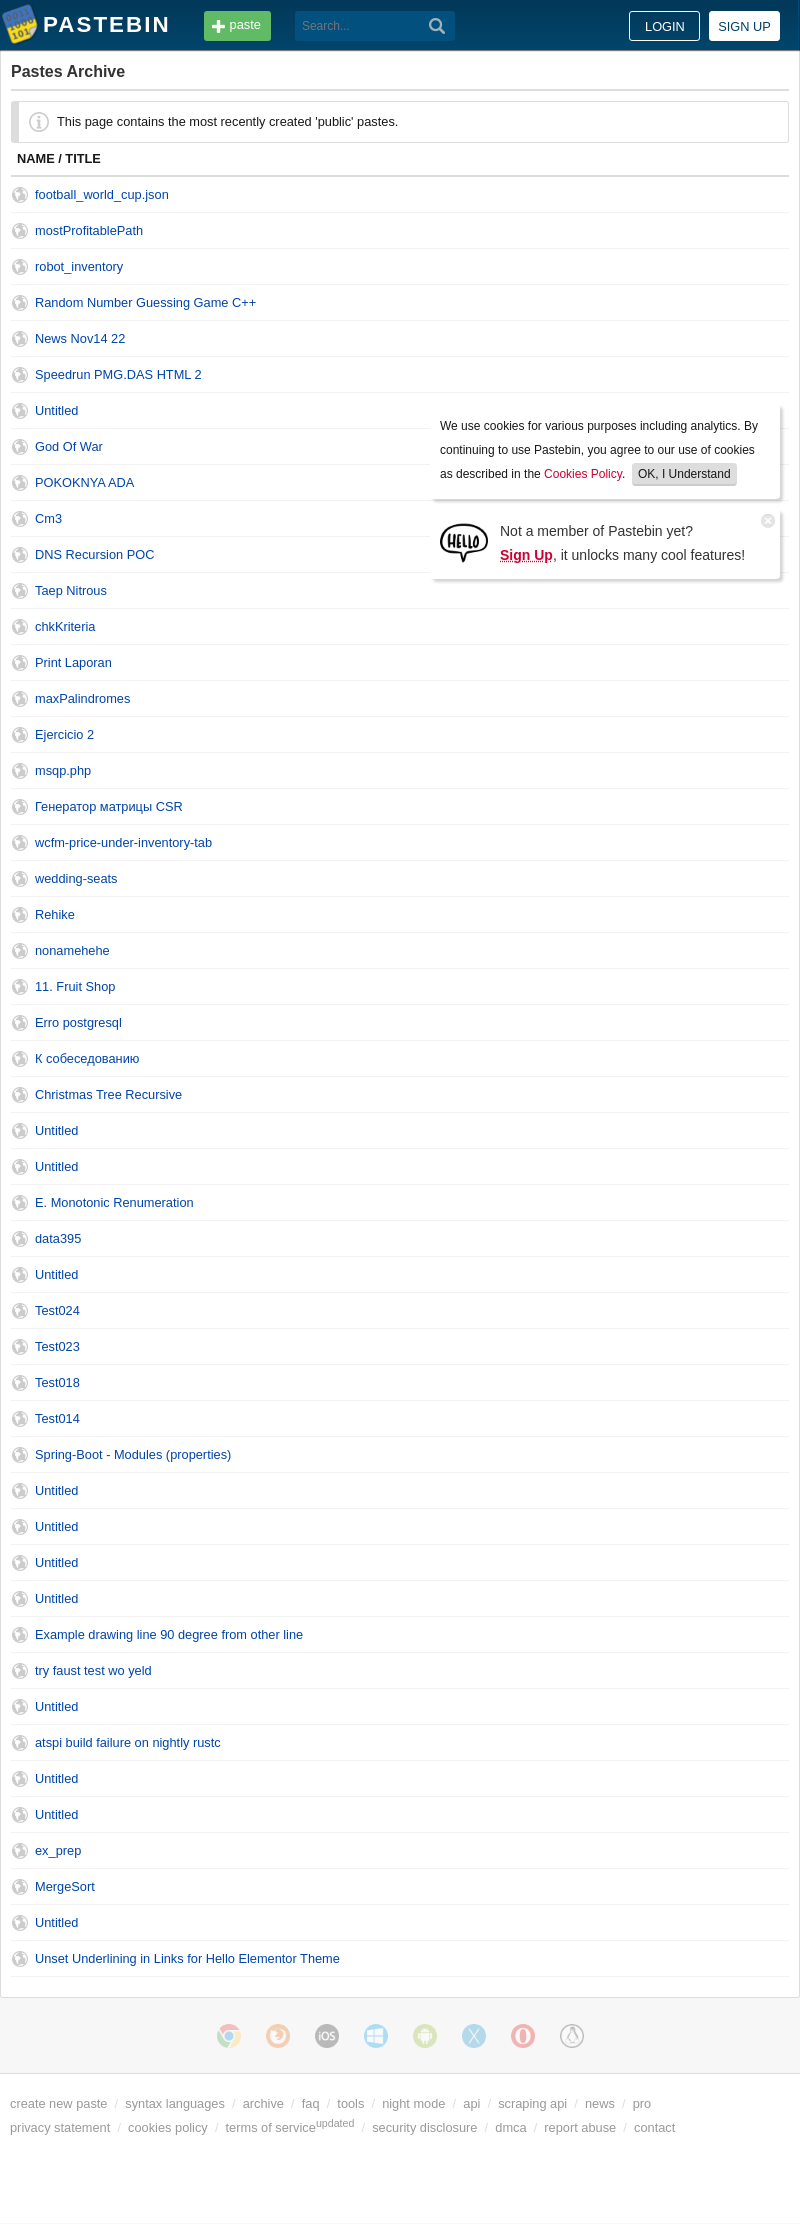 PASTEBIN
paste
Search...
LOGIN
SIGN UP
Pastes Archive
This page contains the most recently created 'public' pastes.
NAME / TITLE
football_world_cup.json
mostProfitablePath
robot_inventory
Random Number Guessing Game C++
News Nov14 22
Speedrun PMG.DAS HTML 2
Untitled
God Of War
POKOKNYA ADA
Cm3
DNS Recursion POC
We use cookies for various purposes including analytics. By
continuing to use Pastebin, you agree to our use of cookies
as described in the Cookies Policy. OK, I Understand
HELLO
Not a member of Pastebin yet?
Sign Up, it unlocks many cool features!
Taep Nitrous
chkKriteria
Print Laporan
maxPalindromes
Ejercicio 2
msqp.php
Генератор матрицы CSR
wcfm-price-under-inventory-tab
wedding-seats
Rehike
nonamehehe
11. Fruit Shop
Erro postgresql
К собеседованию
Christmas Tree Recursive
Untitled
Untitled
E. Monotonic Renumeration
data395
Untitled
Test024
Test023
Test018
Test014
Spring-Boot - Modules (properties)
Untitled
Untitled
Untitled
Untitled
Example drawing line 90 degree from other line
try faust test wo yeld
Untitled
atspi build failure on nightly rustc
Untitled
Untitled
ex_prep
MergeSort
Untitled
Unset Underlining in Links for Hello Elementor Theme
iOS
create new paste / syntax languages / archive / faq / tools / night mode / api / scraping api / news / pro
privacy statement / cookies policy / terms of serviceupdated / security disclosure / dmca / report abuse / contact